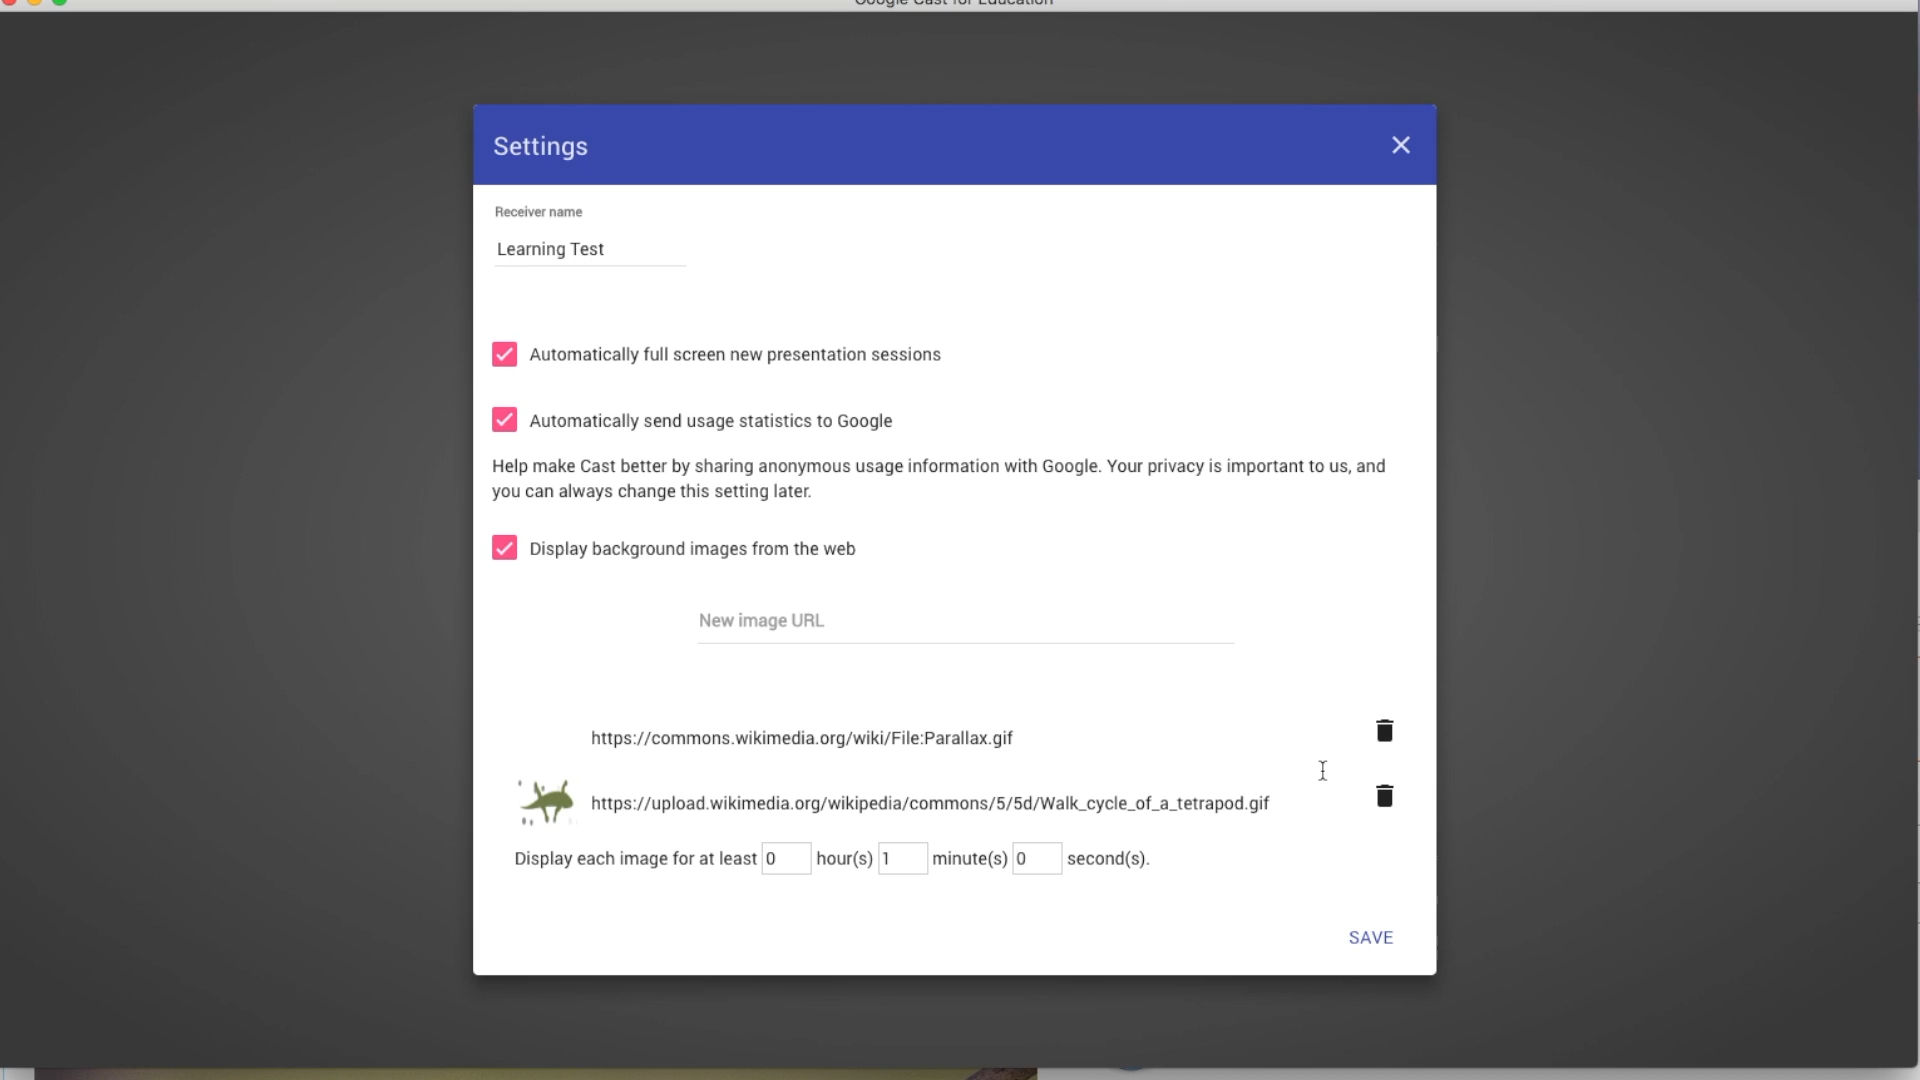 Google Cast for Education
Settings
Receiver name
Learning Test
Automatically full screen new presentation sessions
Automatically send usage statistics to Google
Help make Cast better by sharing anonymous usage information with Google. Your privacy is important to us, and
you can always change this setting later.
Display background images from the web
New image URL
https://commons.wikimedia.org/wiki/File:Parallax.gif
https://upload.wikimedia.org/wikipedia/commons/5/5d/Walk_cycle_of_a_tetrapod.gif
Display each image for at least 0 hour(s) 1 minute(s) 0 second(s).
SAVE